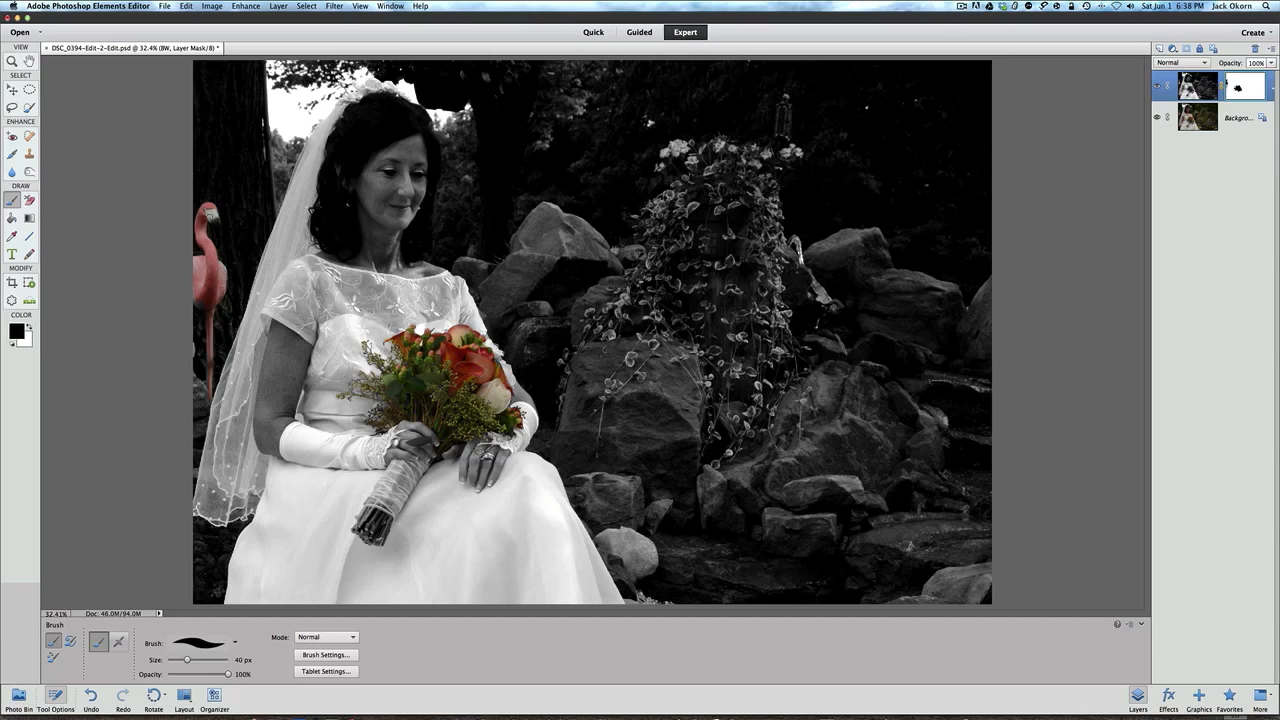 Adobe Photoshop Elements Editor File Edit Image Enhance Layer Select Filter View Window Help Sat Jun 1 6:38 PM Jack Okorn
Open Quick Guided Expert Create
VIEW × DSC_0394-Edit-2-Edit.psd @ 32.4% (BW, Layer Mask/8) *
Normal Opacity: 100%
SELECT
Backgro...
ENHANCE
DRAW
MODIFY
COLOR
32.41% Doc: 46.0M/94.0M
Brush
Brush: Mode: Normal
Size: 40 px Brush Settings...
Opacity: 100% Tablet Settings...
Photo Bin Tool Options Undo Redo Rotate Layout Organizer Layers Effects Graphics Favorites More